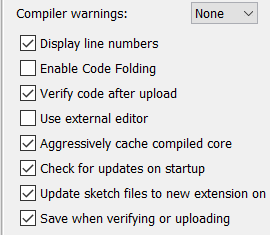 Compiler warnings: None
Display line numbers
Enable Code Folding
Verify code after upload
Use external editor
Aggressively cache compiled core
Check for updates on startup
Update sketch files to new extension on
Save when verifying or uploading